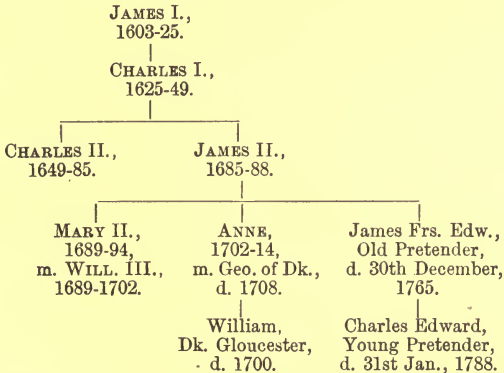 JAMES I.,
1603-25.
CHARLES I.,
1625-49.
CHARLES II.,
1649-85.
JAMES II.,
1685-88.
MARY II.,
1689-94,
m. WILL. III.,
1689-1702.
ANNE,
1702-14,
m. Geo. of Dk.,
d. 1708.
James Frs. Edw.,
Old Pretender,
d. 30th December,
1765.
William,
Dk. Gloucester,
d. 1700.
Charles Edward,
Young Pretender,
d. 31st Jan., 1788.